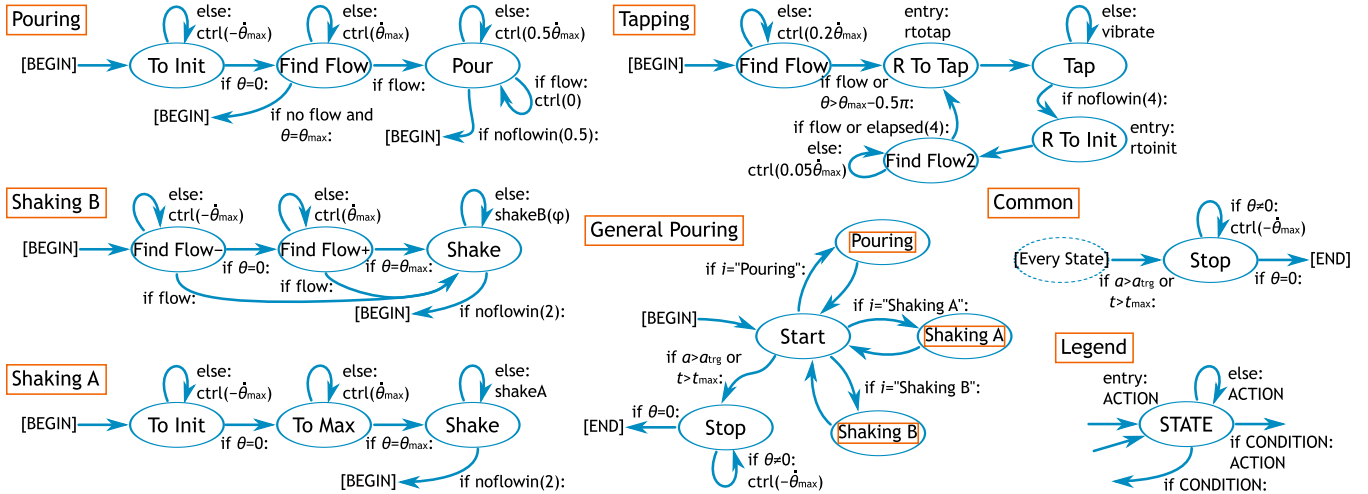 Pouring
else:
ctrl(−θ̇max)
else:
ctrl(θ̇max)
else:
ctrl(0.5θ̇max)
[BEGIN]
To Init
Find Flow
Pour
if θ=0:
if flow:
if flow:
ctrl(0)
[BEGIN]
if no flow and
θ=θmax:
[BEGIN]
if noflowin(0.5):
Tapping
else:
ctrl(0.2θ̇max)
entry:
rtotap
else:
vibrate
[BEGIN]
Find Flow
R To Tap
Tap
if flow or
θ>θmax−0.5π:
if noflowin(4):
if flow or elapsed(4):
R To Init
entry:
rtoinit
else:
ctrl(0.05θ̇max)
Find Flow2
Shaking B
else:
ctrl(−θ̇max)
else:
ctrl(θ̇max)
else:
shakeB(φ)
[BEGIN]
Find Flow−
Find Flow+
Shake
if θ=0:
if θ=θmax:
if flow:
if flow:
[BEGIN]
if noflowin(2):
Shaking A
else:
ctrl(−θ̇max)
else:
ctrl(θ̇max)
else:
shakeA
[BEGIN]
To Init
To Max
Shake
if θ=0:
if θ=θmax:
[BEGIN]
if noflowin(2):
General Pouring
Pouring
if i="Pouring":
[BEGIN]
Start
if i="Shaking A":
Shaking A
if a>atrg or
t>tmax:
if i="Shaking B":
Shaking B
[END]
if θ=0:
Stop
if θ≠0:
ctrl(−θ̇max)
Common
if θ≠0:
ctrl(−θ̇max)
[Every State]
Stop
[END]
if a>atrg or
t>tmax:
if θ=0:
Legend
entry:
ACTION
else:
ACTION
STATE
if CONDITION:
ACTION
if CONDITION: